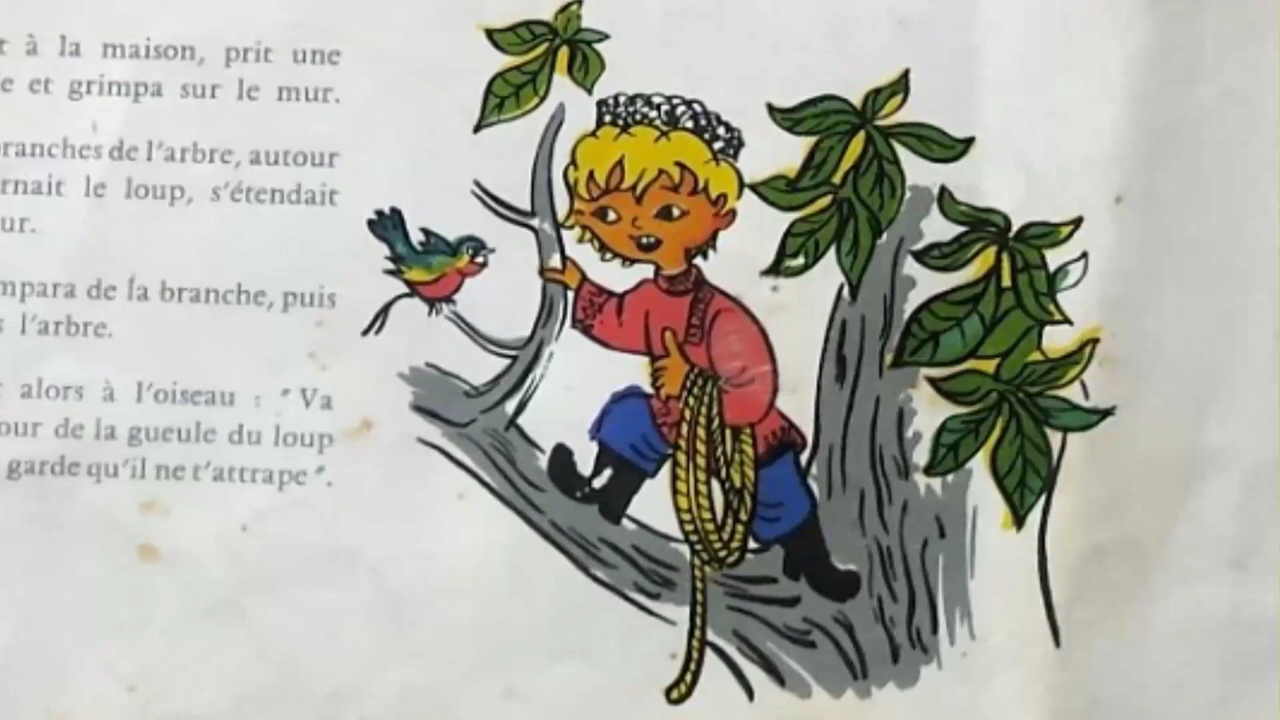 t à la maison, prit une
e et grimpa sur le mur.
ranches de l'arbre, autour
rnait le loup, s'étendait
ur.
mpara de la branche, puis
s l'arbre.
t alors à l'oiseau : " Va
our de la gueule du loup
garde qu'il ne t'attrape ".